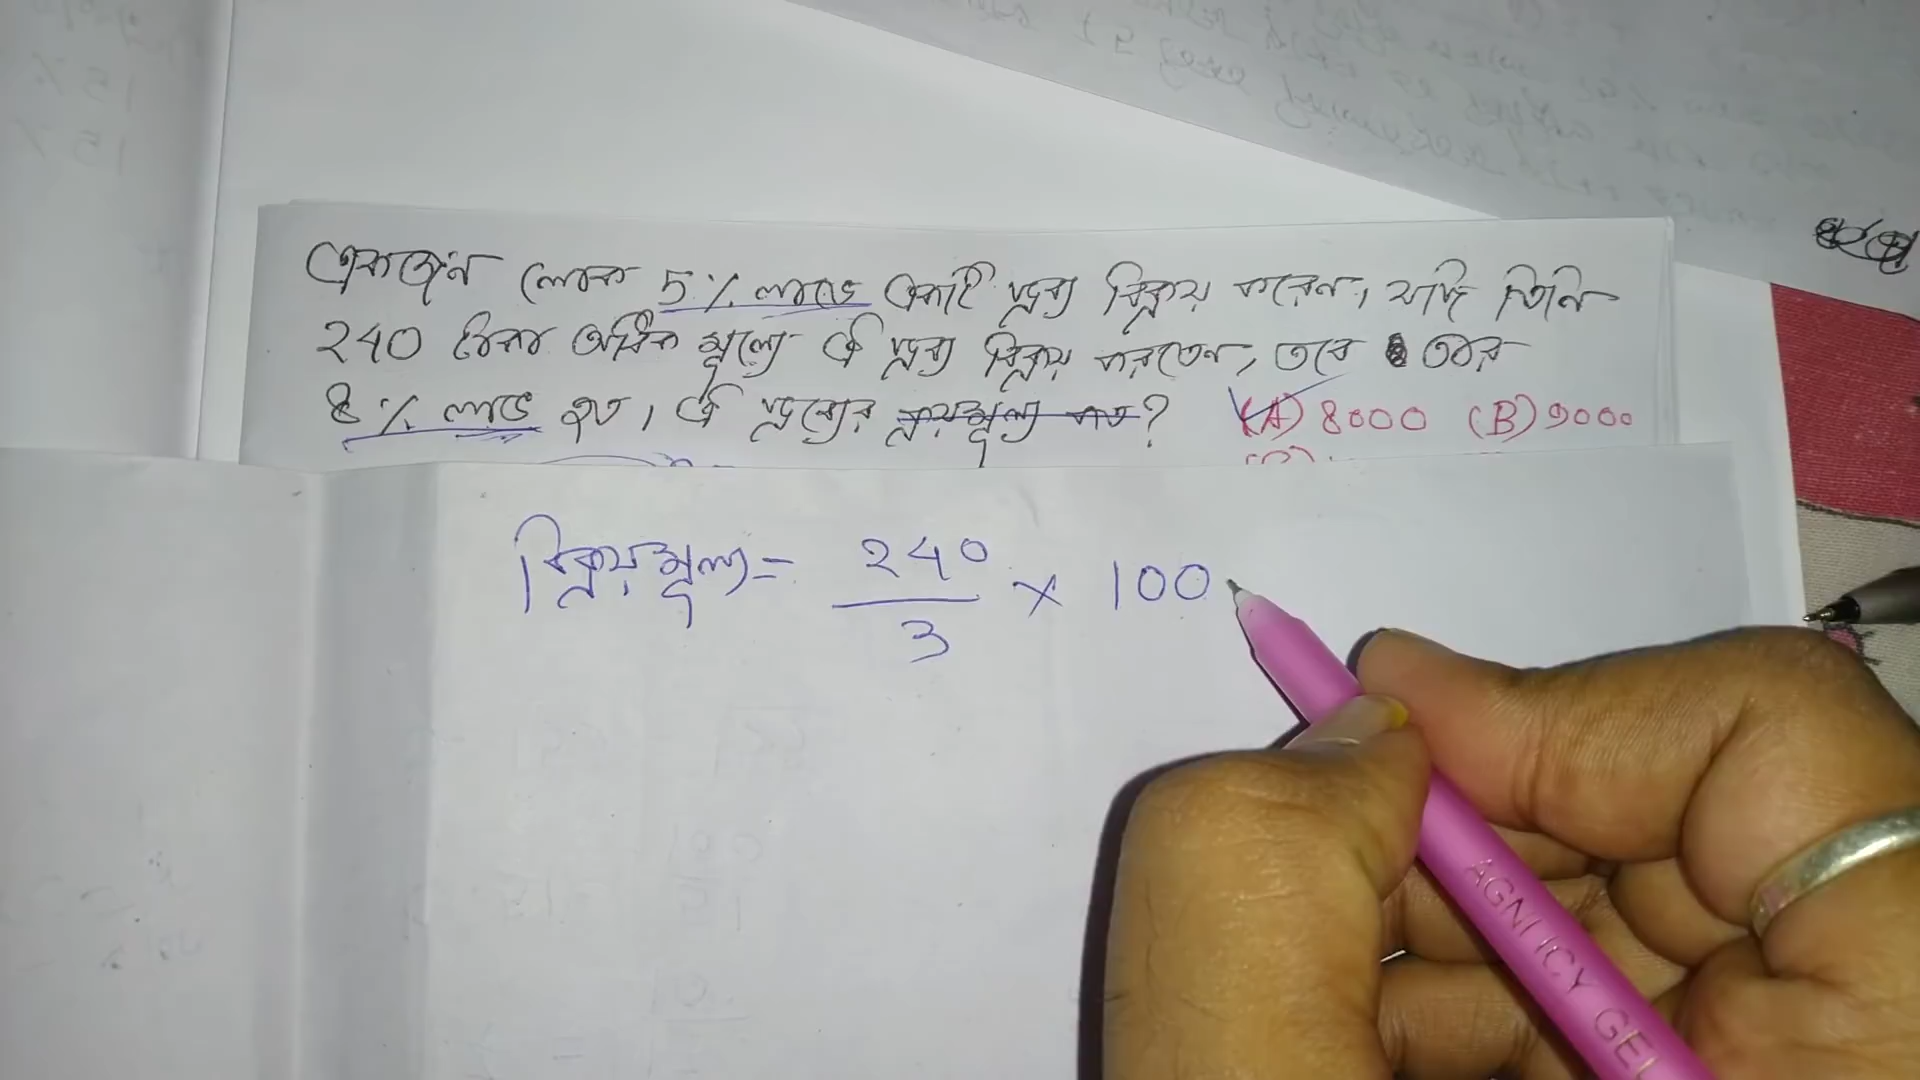 একজন লোক 5% লাভে একটি দ্রব্য বিক্রয় করেন, যদি তিনি
240 টাকা অধিক মূল্যে ঐ দ্রব্য বিক্রয় করতেন, তবে তার
8% লাভ হত, ঐ দ্রব্যের ক্রয়মূল্য কত? (A) 8000 (B) 9000
বিক্রয়মূল্য = 240/3 × 100
AGNI ICY GEL